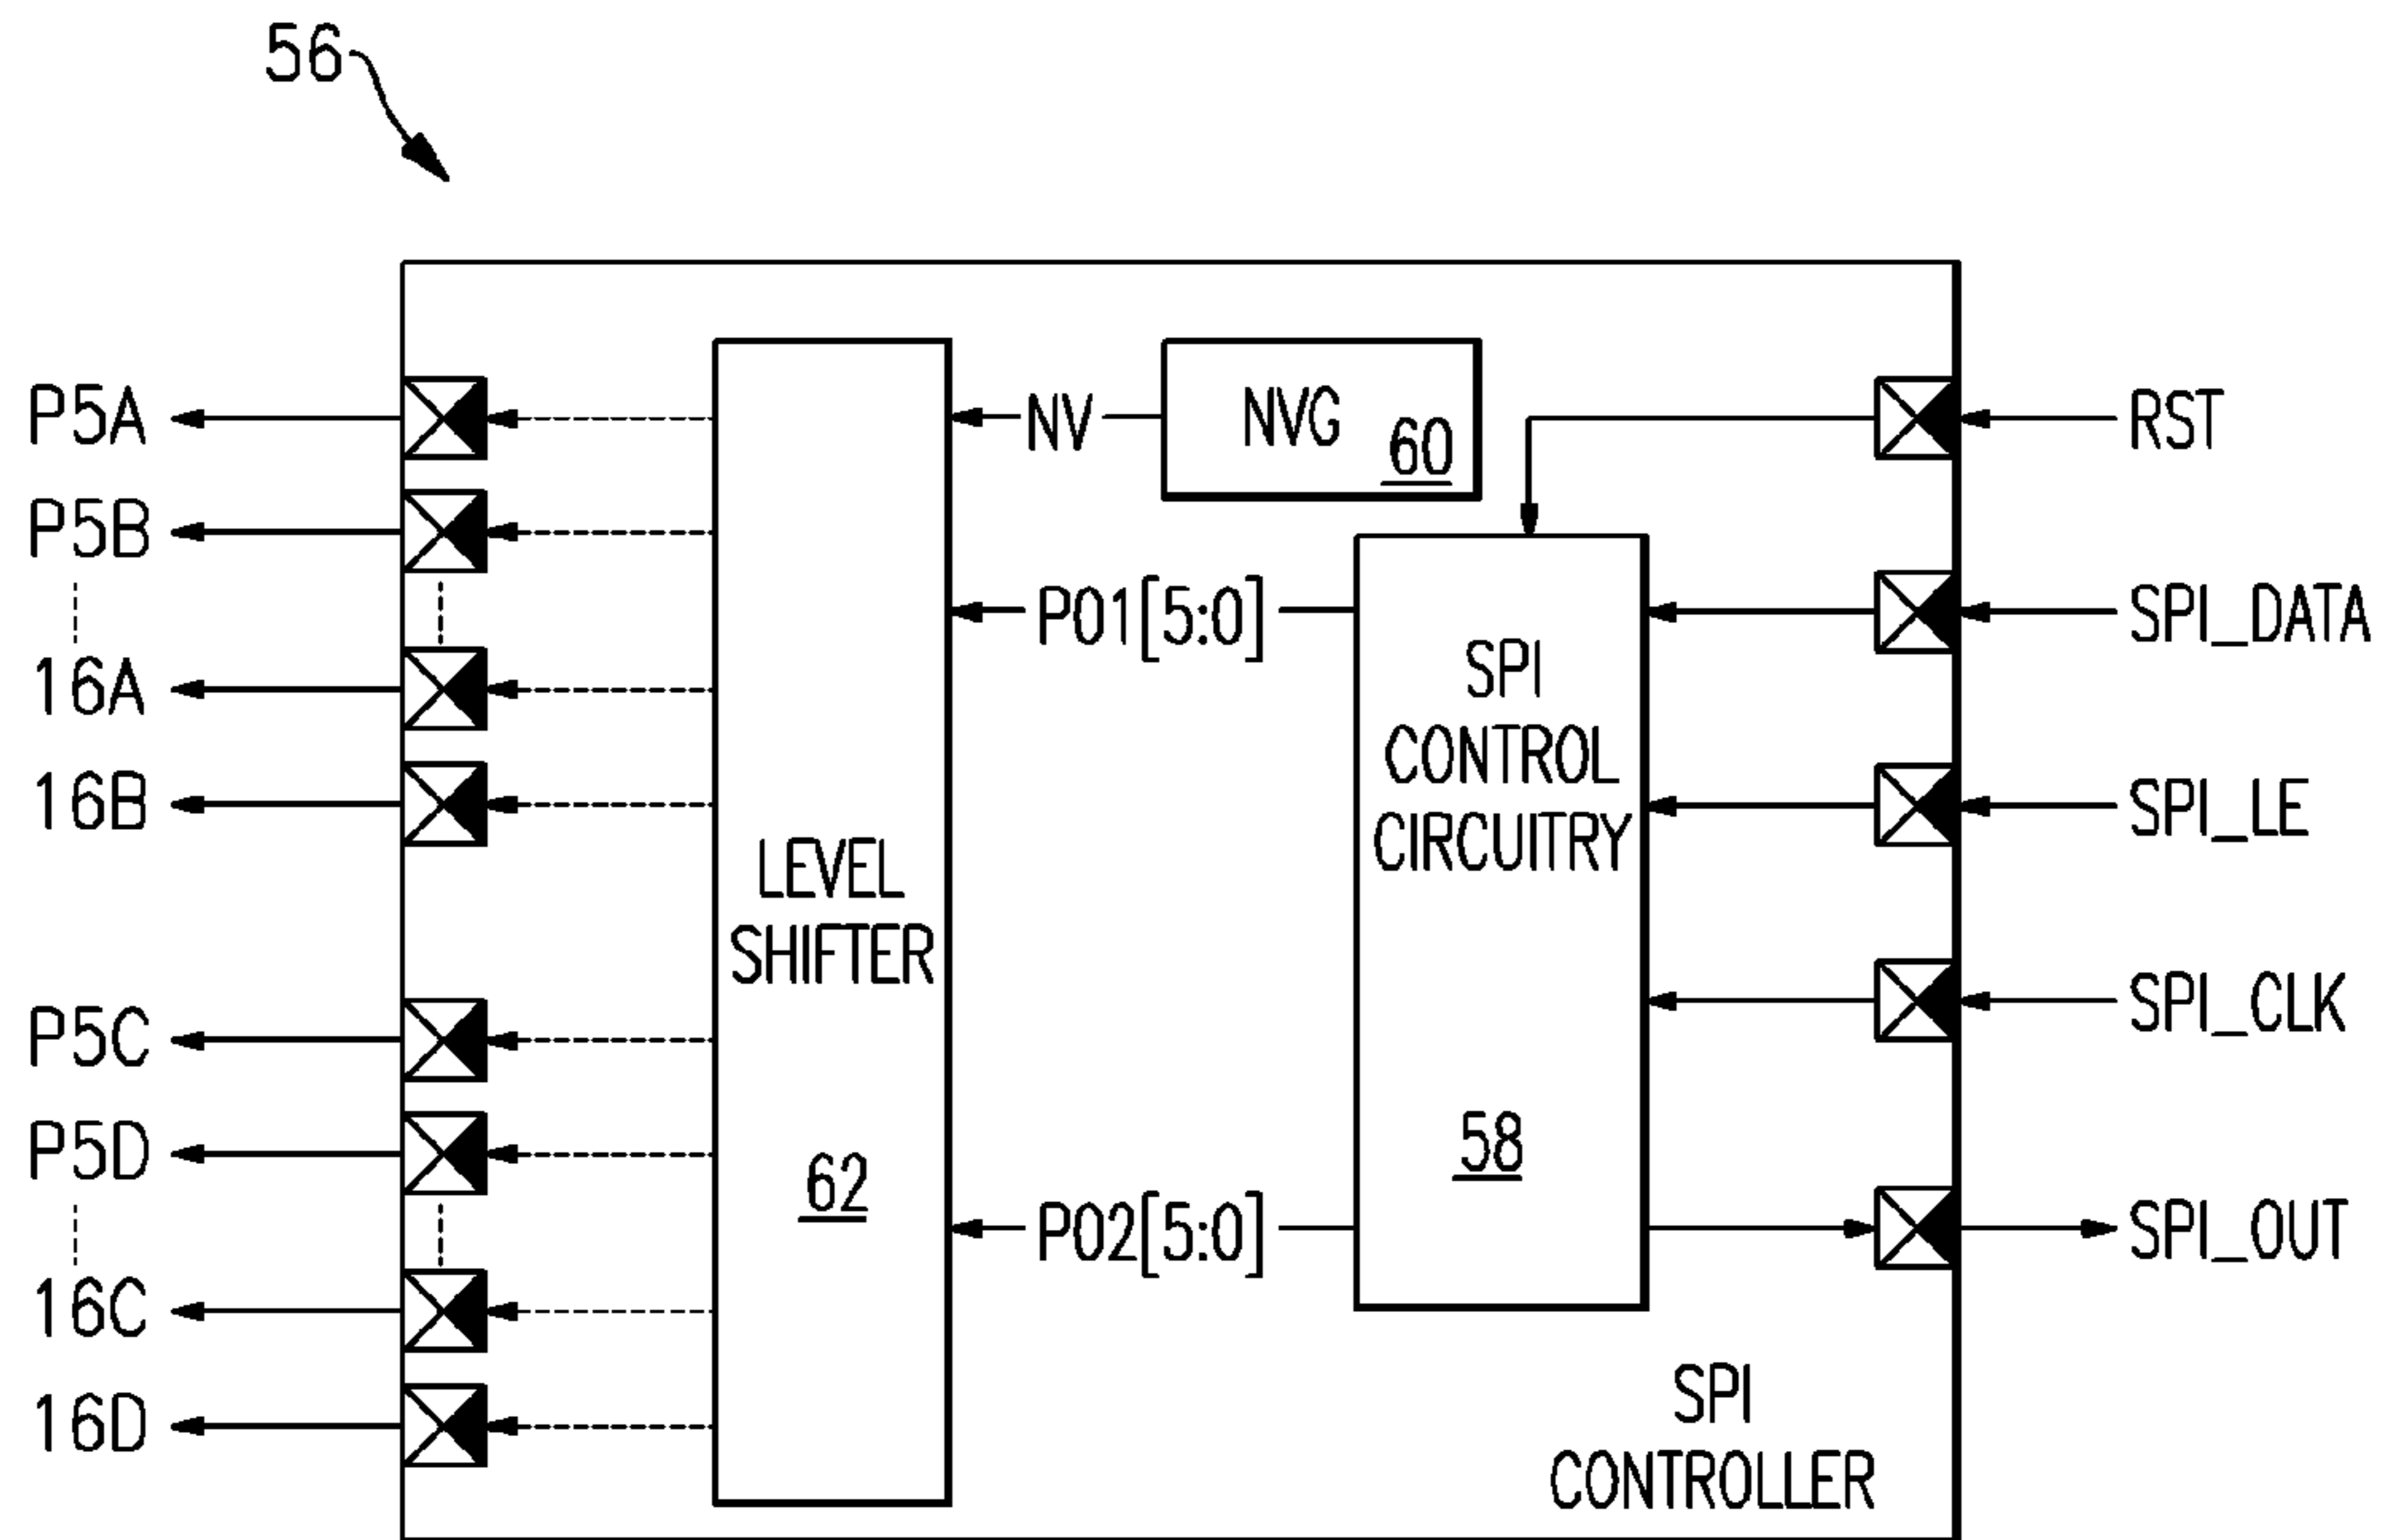 56
P5A
P5B
16A
16B
P5C
P5D
16C
16D
LEVEL
SHIFTER
62
NV
NVG
60
P01[5:0]
P02[5:0]
SPI
CONTROL
CIRCUITRY
58
RST
SPI_DATA
SPI_LE
SPI_CLK
SPI_OUT
SPI
CONTROLLER